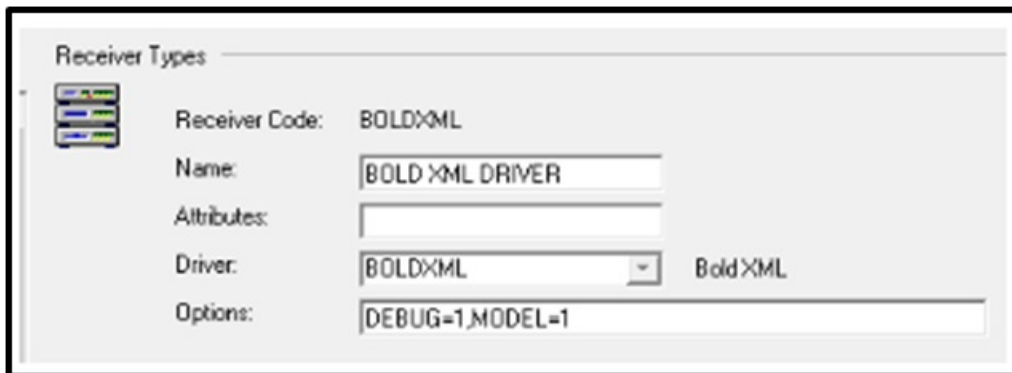 Receiver Types
Receiver Code: BOLDXML
Name: BOLD XML DRIVER
Attributes:
Driver: BOLDXML Bold XML
Options: DEBUG=1,MODEL=1